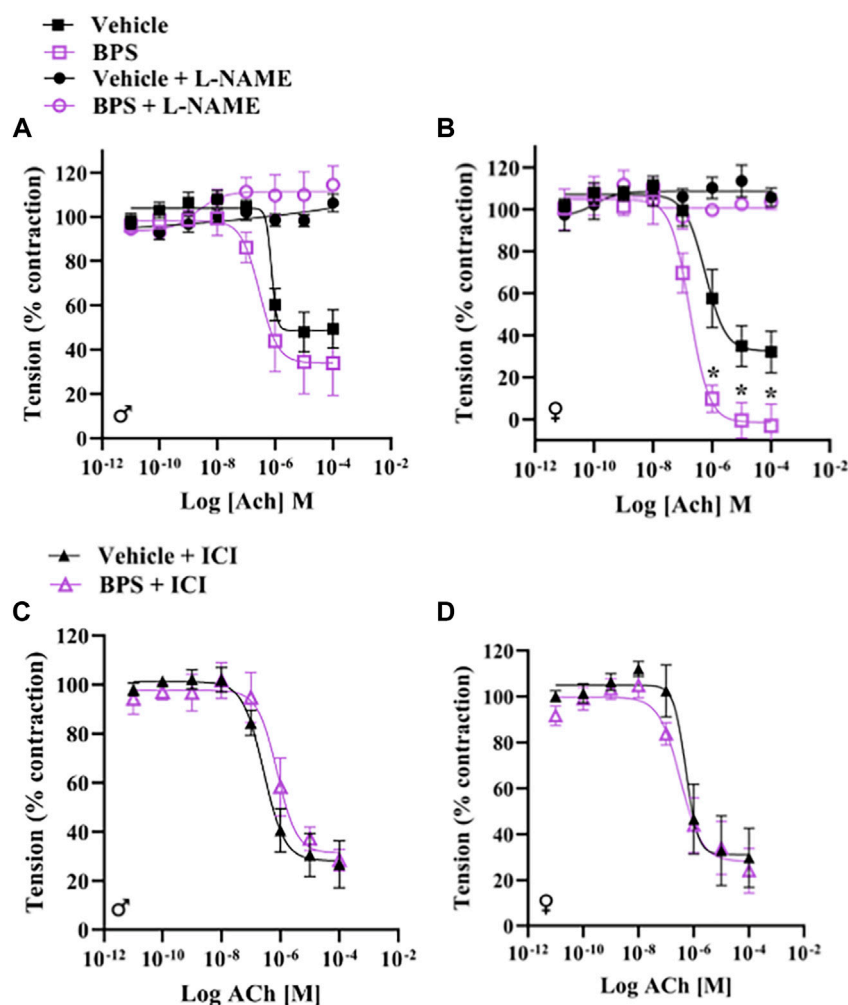 Vehicle
BPS
Vehicle + L-NAME
BPS + L-NAME
A
B
Tension (% contraction)
120
100
80
60
40
20
0
♂
10-12
10-10
10-8
10-6
10-4
10-2
Log [Ach] M
Tension (% contraction)
120
100
80
60
40
20
0
* * *
♀
10-12
10-10
10-8
10-6
10-4
10-2
Log [Ach] M
Vehicle + ICI
BPS + ICI
C
D
Tension (% contraction)
120
100
80
60
40
20
0
♂
10-12
10-10
10-8
10-6
10-4
10-2
Log ACh [M]
Tension (% contraction)
120
100
80
60
40
20
0
♀
10-12
10-10
10-8
10-6
10-4
10-2
Log ACh [M]